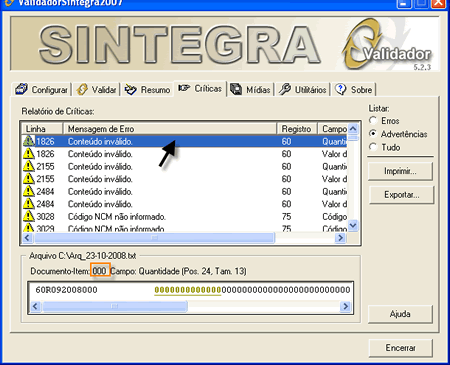 ValidadorSintegra2007
SINTEGRA
Validador
5.2.3
Configurar
Validar
Resumo
Críticas
Mídias
Utilitários
Sobre
Relatório de Críticas:
Linha Mensagem de Erro Registro Campo
1826 Conteúdo inválido. 60 Quanti
1826 Conteúdo inválido. 60 Valor d
2155 Conteúdo inválido. 60 Quanti
2155 Conteúdo inválido. 60 Valor d
2484 Conteúdo inválido. 60 Quanti
2484 Conteúdo inválido. 60 Valor d
3028 Código NCM não informado. 75 Código
3029 Código NCM não informado. 75 Código
Listar:
Erros
Advertências
Tudo
Imprimir...
Exportar...
Arquivo C:\Arq_23-10-2008.txt
Documento-Item: 000 Campo: Quantidade (Pos. 24, Tam. 13)
60R092008000 0000000000000000000000000000000000000
Ajuda
Encerrar